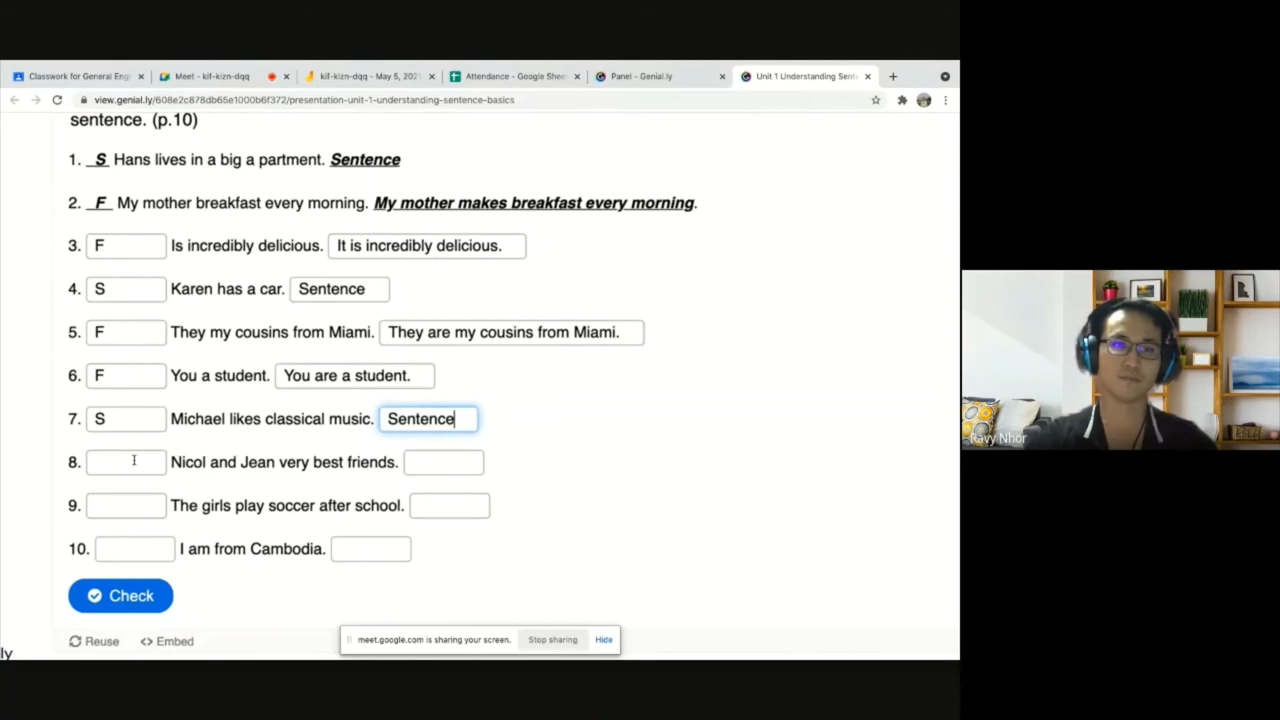 Classwork for General Engl
Meet - kif-kizn-dqq
kif-kizn-dqq - May 5, 2021
Attendance - Google Shee
Panel - Genial.ly
Unit 1 Understanding Sente
view.genial.ly/608e2c878db65e1000b6f372/presentation-unit-1-understanding-sentence-basics
sentence. (p.10)
1. S Hans lives in a big a partment. Sentence
2. F My mother breakfast every morning. My mother makes breakfast every morning.
3. F Is incredibly delicious. It is incredibly delicious.
4. S Karen has a car. Sentence
5. F They my cousins from Miami. They are my cousins from Miami.
6. F You a student. You are a student.
7. S Michael likes classical music. Sentence
8. Nicol and Jean very best friends.
9. The girls play soccer after school.
10. I am from Cambodia.
Check
Reuse <> Embed
meet.google.com is sharing your screen. Stop sharing Hide
ly
Ravy Nhor